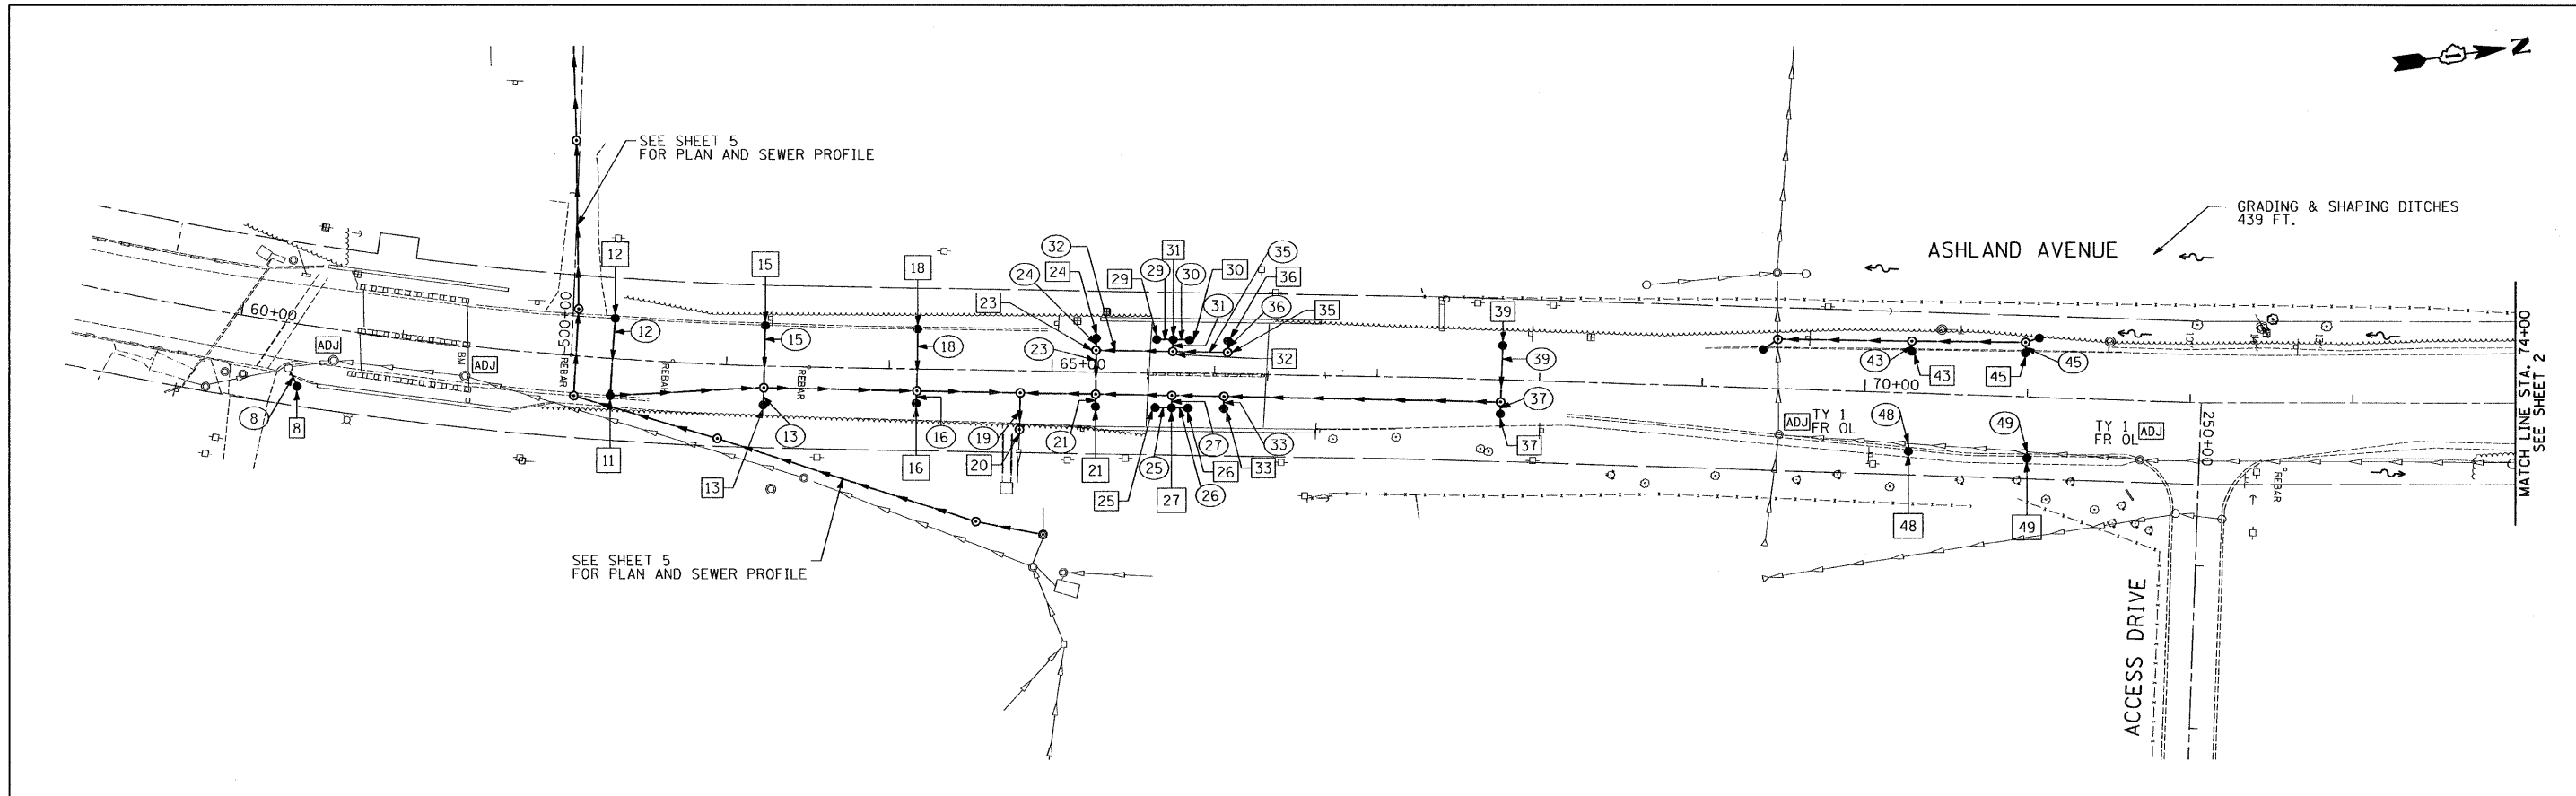 N
SEE SHEET 5
FOR PLAN AND SEWER PROFILE
GRADING & SHAPING DITCHES
439 FT.
ASHLAND AVENUE
12
15
18
32
24
24
23
29
29
31
30
30
31
35
36
36
35
32
39
60+00
500+00
REBAR
12
15
18
23
65+00
39
43
43
45
45
70+00
MATCH LINE STA. 74+00
SEE SHEET 2
ADJ
BM
ADJ
REBAR
REBAR
8
8
11
13
13
16
16
19
20
21
21
25
25
27
27
26
26
33
33
37
37
ADJ
TY 1
FR OL
48
48
49
49
TY 1
FR OL
ADJ
250+00
REBAR
SEE SHEET 5
FOR PLAN AND SEWER PROFILE
ACCESS DRIVE